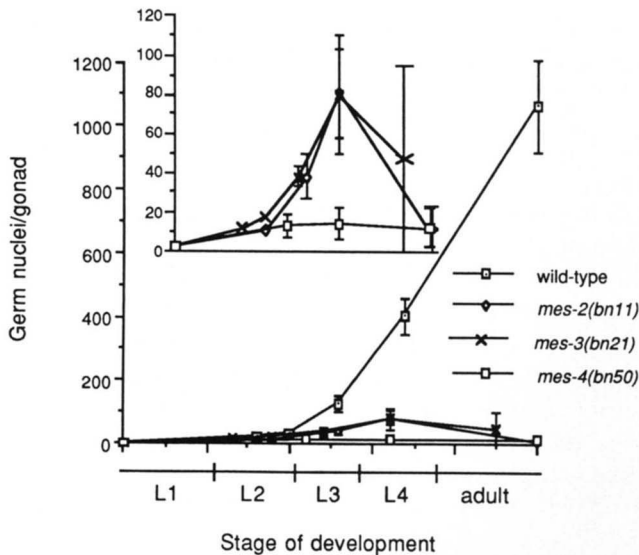 120
100
80
60
40
20
0
1200
1000
800
600
400
200
0
Germ nuclei/gonad
wild-type
mes-2(bn11)
mes-3(bn21)
mes-4(bn50)
L1 L2 L3 L4 adult
Stage of development